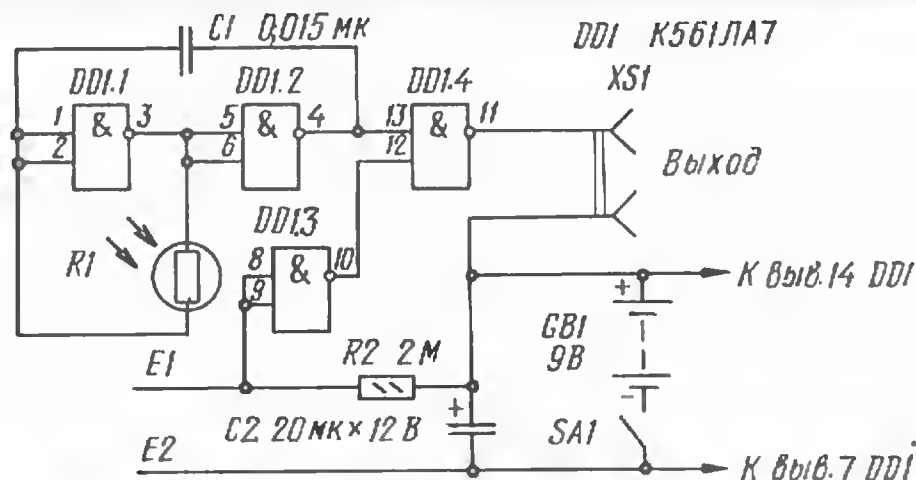 C1 0,015 мк
DD1 К561ЛА7
DD1.1
DD1.2
DD1.4
XS1
1
2
&
3
5
6
&
4
13
12
&
11
Выход
DD1.3
R1
8
9
&
10
+
К выв.14 DD1
GB1
9В
E1
R2 2М
-
C2 20мк×12В
+
SA1
E2
К выв.7 DD1